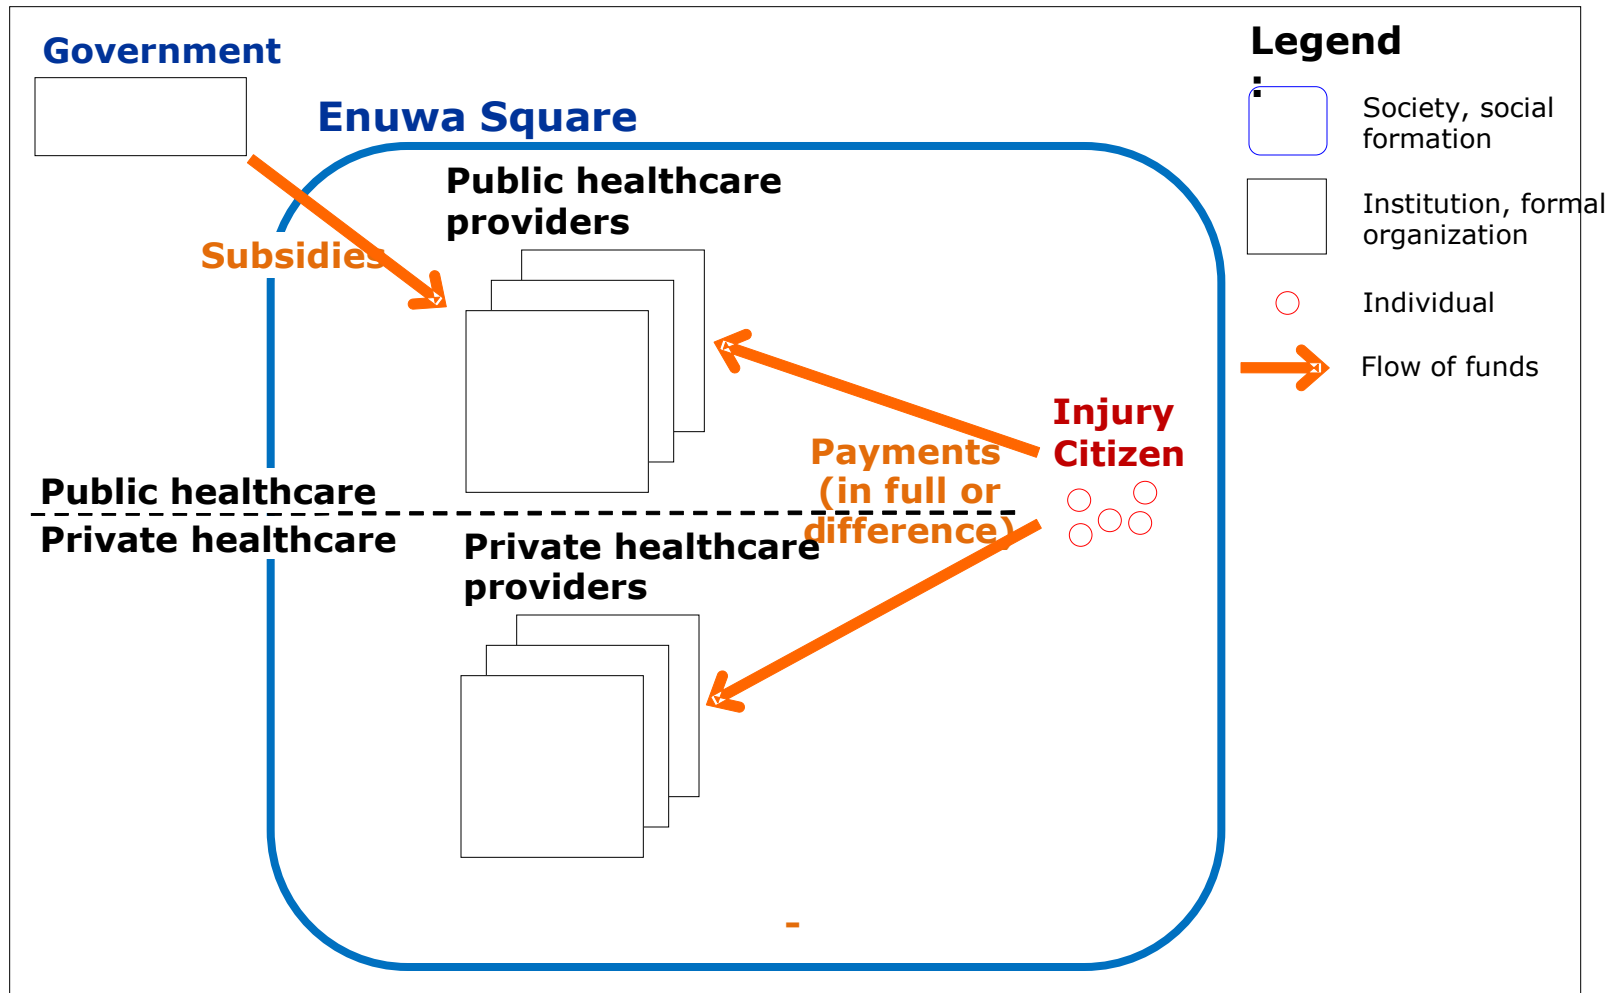 Government
Enuwa Square
Public healthcare
providers
Subsidies
Injury
Citizen
Payments
(in full or
difference)
Public healthcare
Private healthcare
Private healthcare
providers
-
Legend
:
Society, social
formation
Institution, formal
organization
Individual
Flow of funds